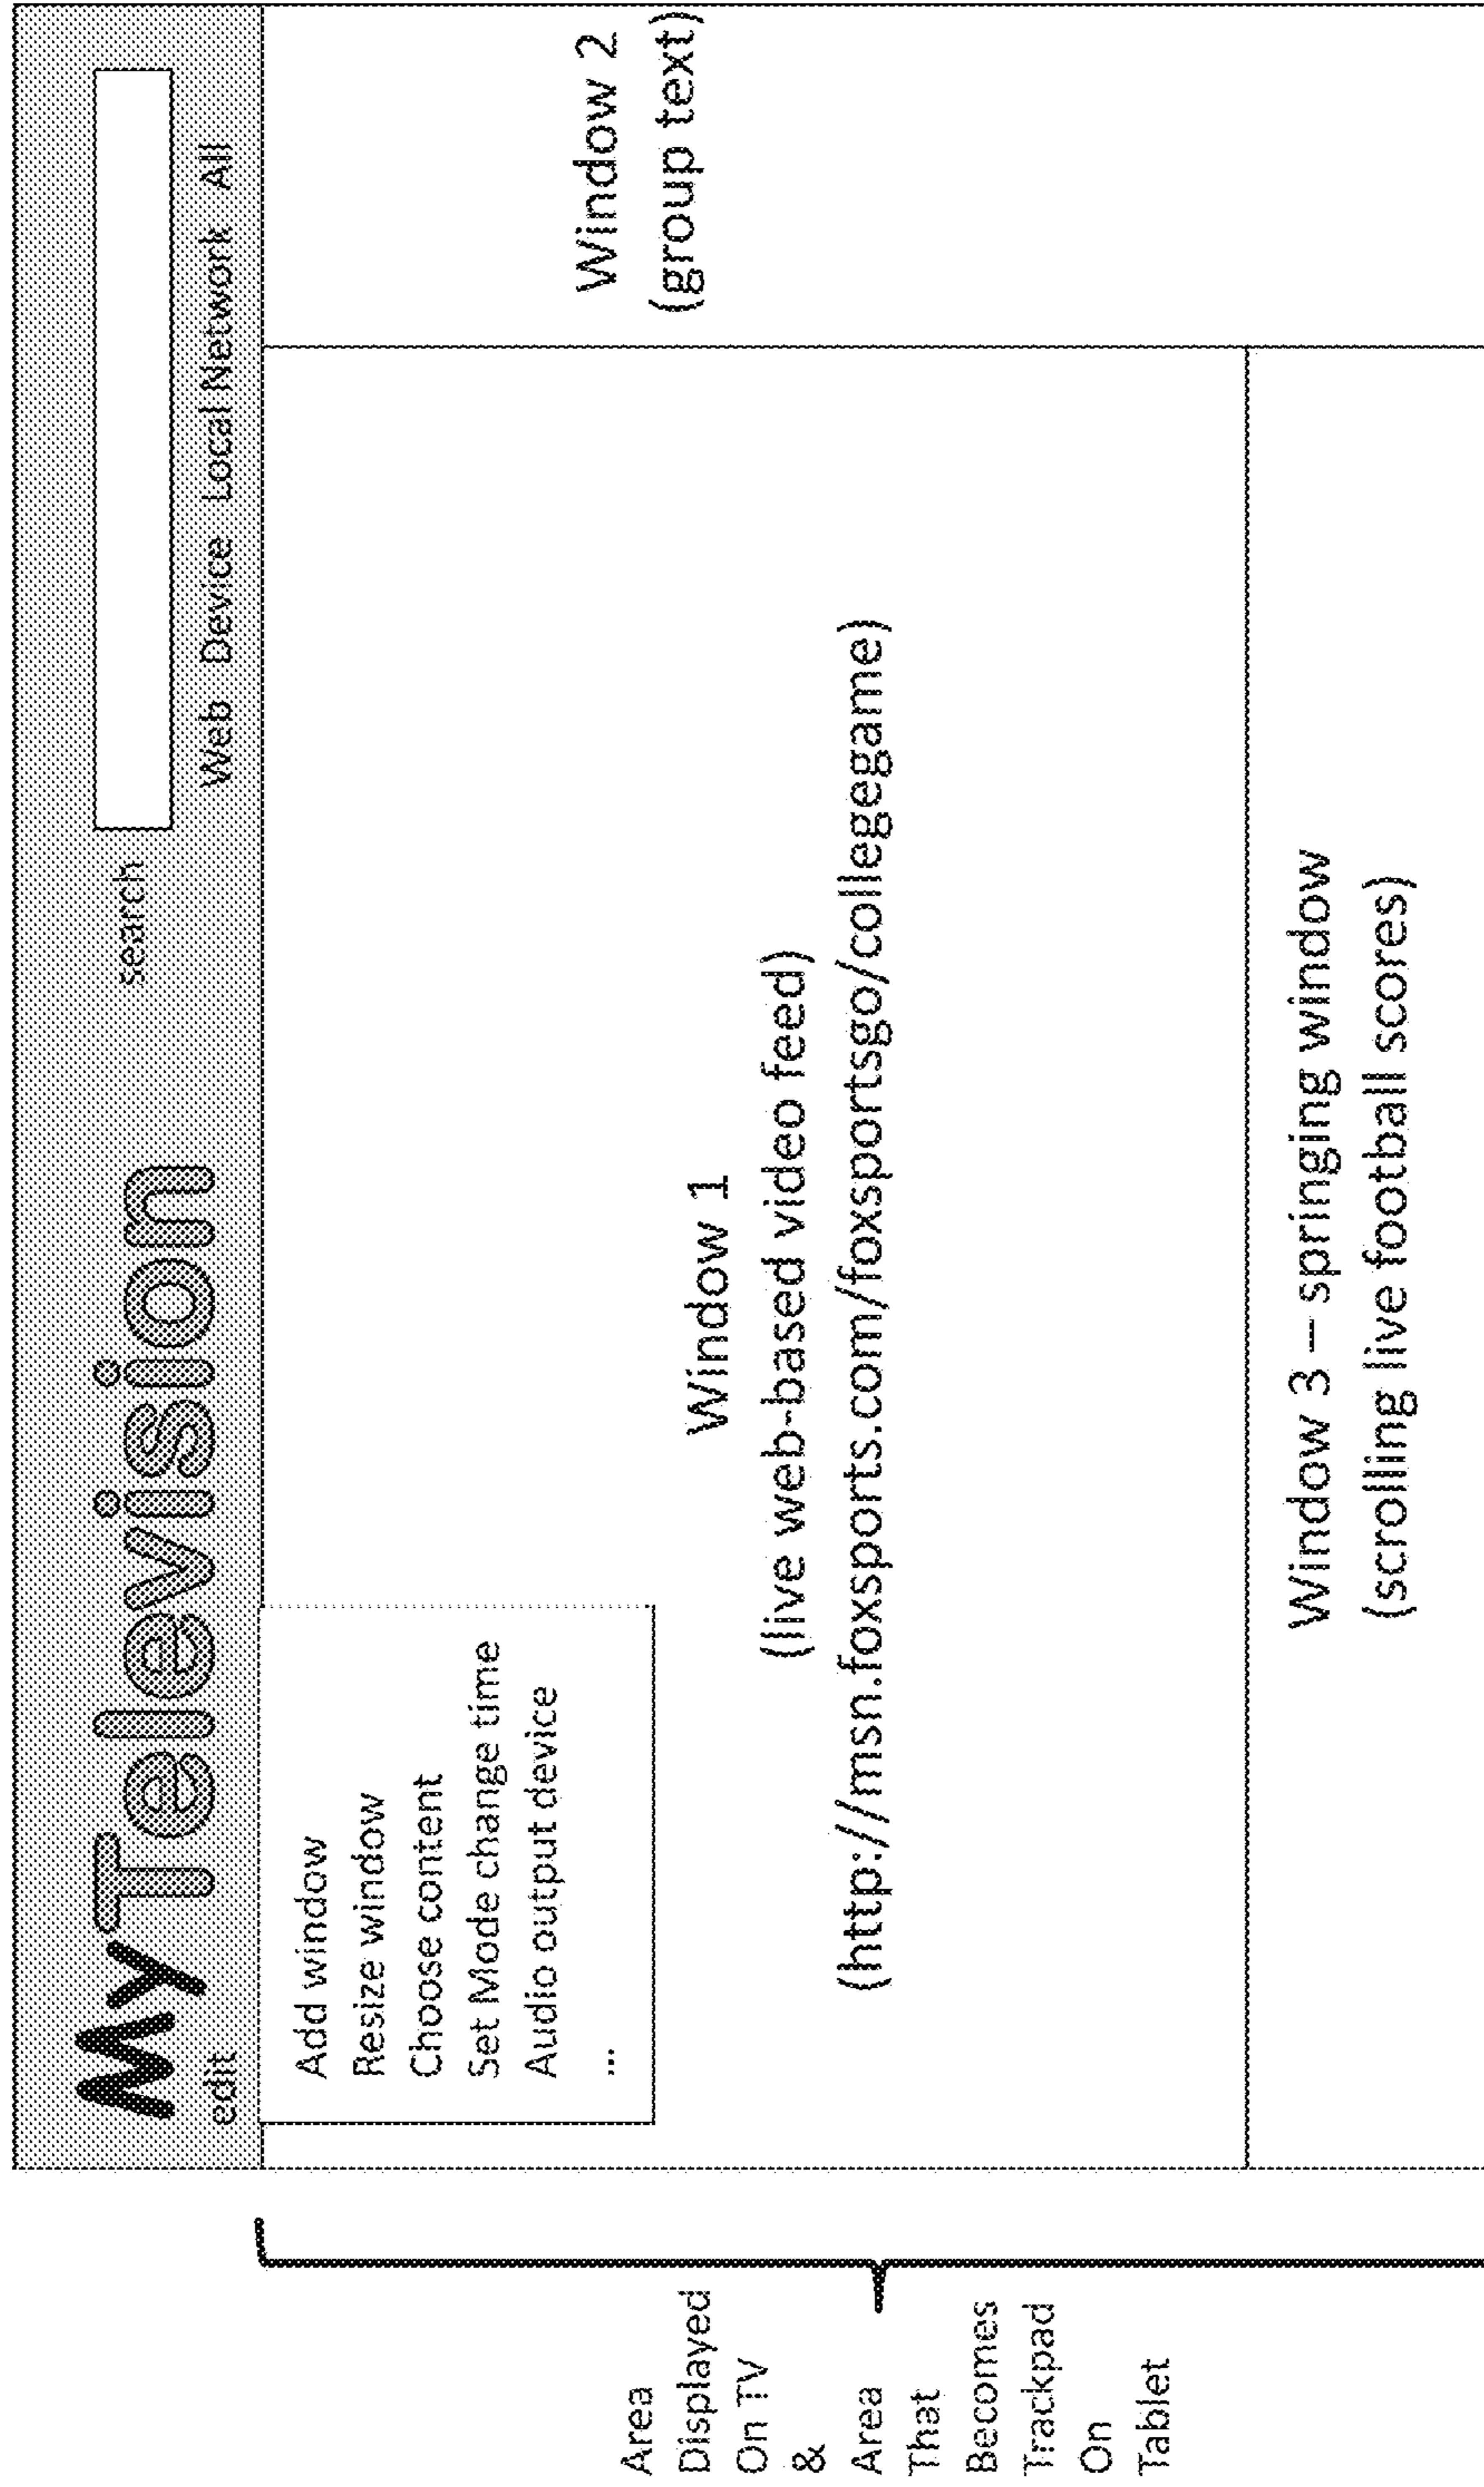 MyTelevision
search
edit
Web Device Local Network All
Add window
Resize window
Choose content
Set Mode change time
Audio output device
...
Window 1
(live web-based video feed)
(http://msn.foxsports.com/foxsportsgo/collegegame)
Window 2
(group text)
Window 3 – springing window
(scrolling live football scores)
Area
Displayed
On TV
&
Area
That
Becomes
Trackpad
On
Tablet